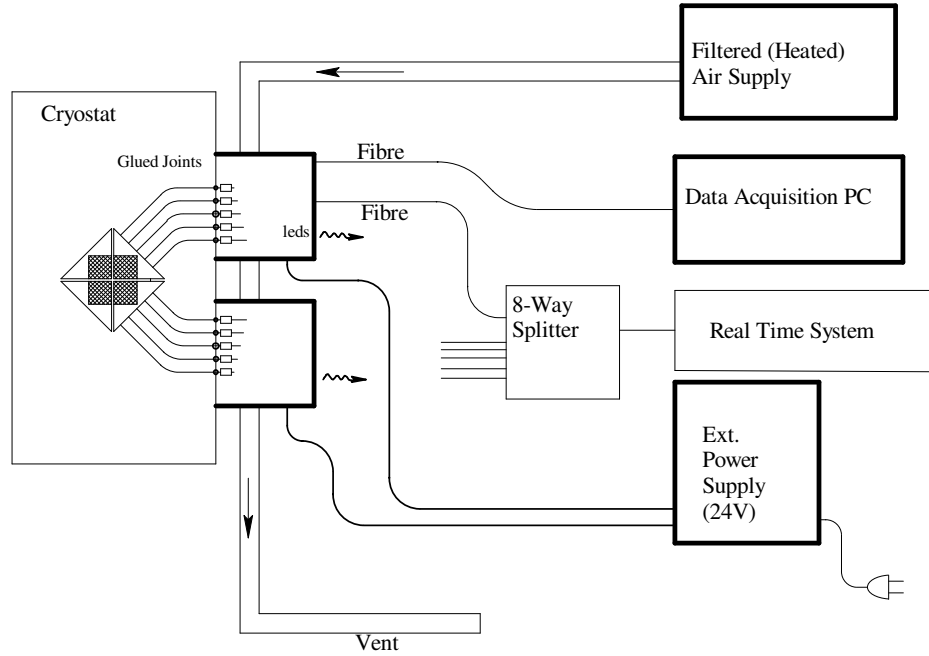 Filtered (Heated)
Air Supply
Cryostat
Glued Joints
Fibre
Data Acquisition PC
Fibre
leds
8-Way
Splitter
Real Time System
Ext.
Power
Supply
(24V)
Vent